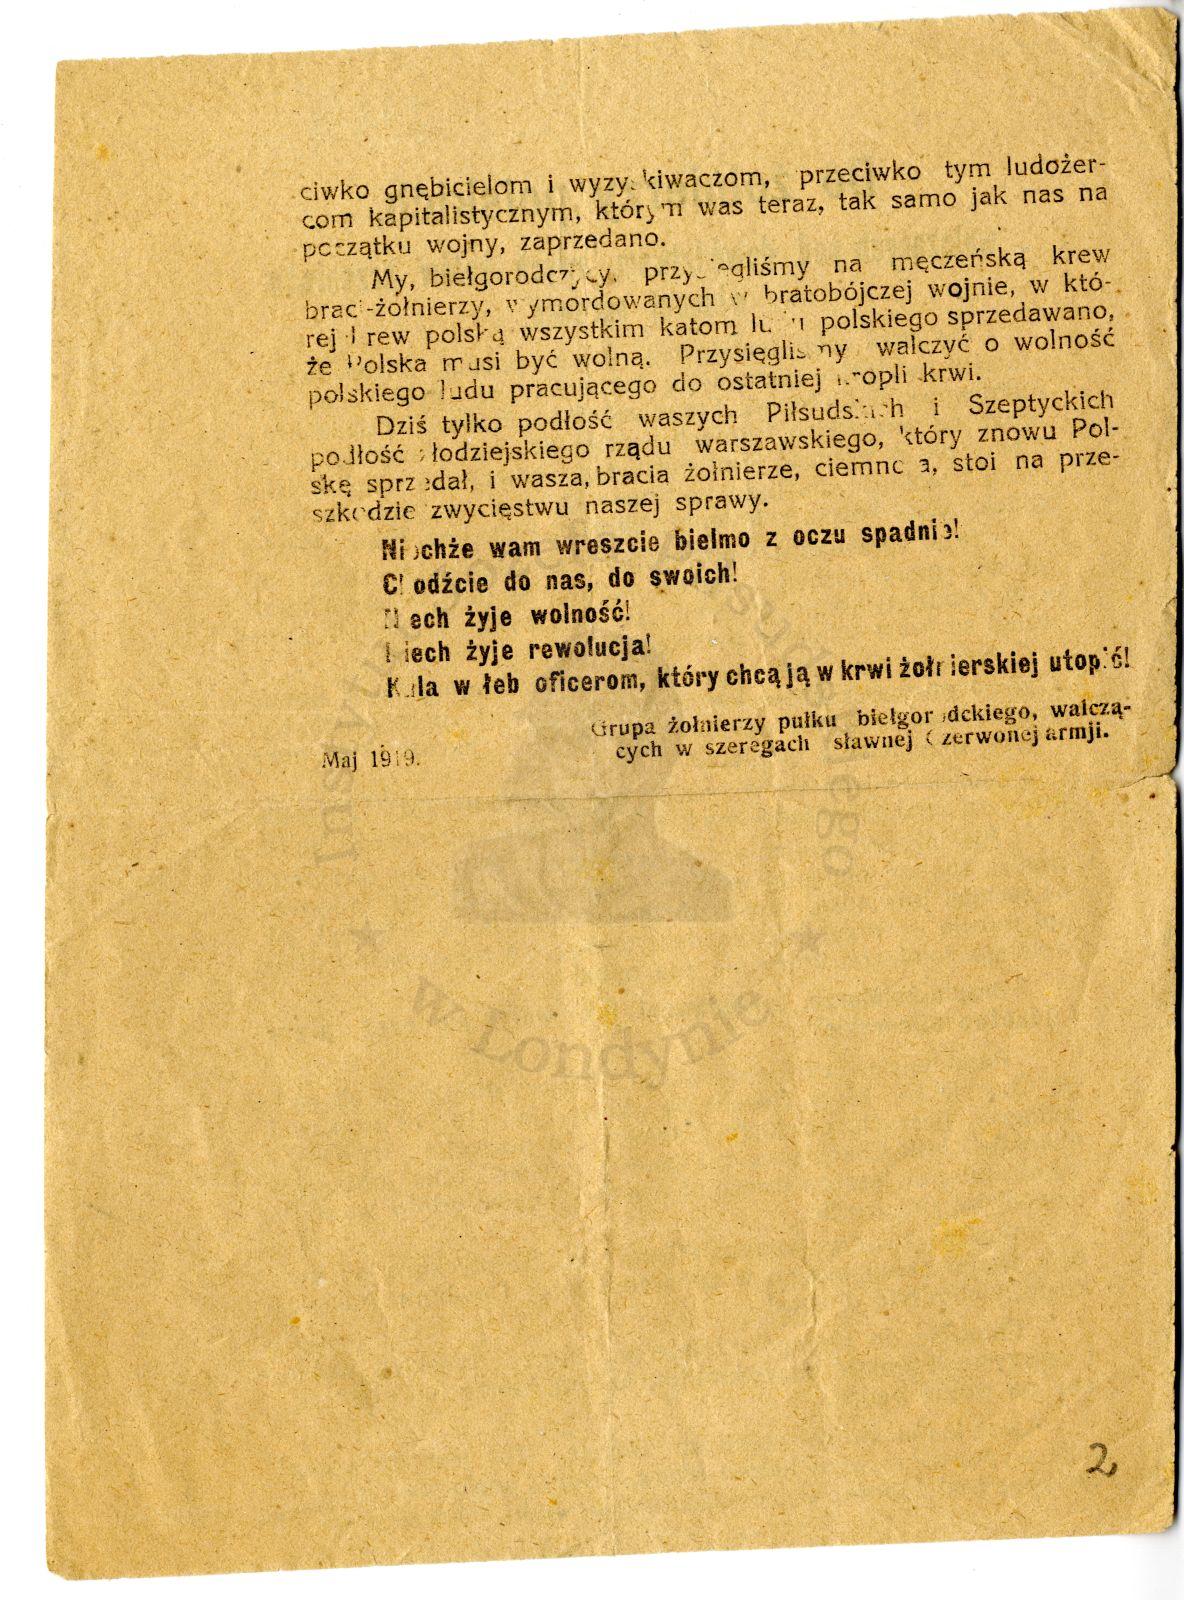 ciwko gnębicielom i wyzyskiwaczom, przeciwko tym ludożer-
com kapitalistycznym, którym was teraz, tak samo jak nas na
początku wojny, zaprzedano.
My, biełgorodczycy, przysięgliśmy na męczeńską krew
braci-żołnierzy, wymordowanych w bratobójczej wojnie, w któ-
rej krew polską wszystkim katom ludu polskiego sprzedawano,
że Polska musi być wolną. Przysięgliśmy walczyć o wolność
polskiego ludu pracującego do ostatniej kropli krwi.
Dziś tylko podłość waszych Piłsudskich i Szeptyckich
podłość złodziejskiego rządu warszawskiego, który znowu Pol-
skę sprzedał, i wasza, bracia żołnierze, ciemnota, stoi na prze-
szkodzie zwycięstwu naszej sprawy.
Niechże wam wreszcie bielmo z oczu spadnie!
Chodźcie do nas, do swoich!
Niech żyje wolność!
Niech żyje rewolucja!
Kula w łeb oficerom, który chcą ją w krwi żołnierskiej utopić!
Grupa żołnierzy pułku biełgorodckiego, walczą-
cych w szeregach sławnej Czerwonej armji.
Maj 1919.
Instytut Józefa Piłsudskiego
w Londynie
2